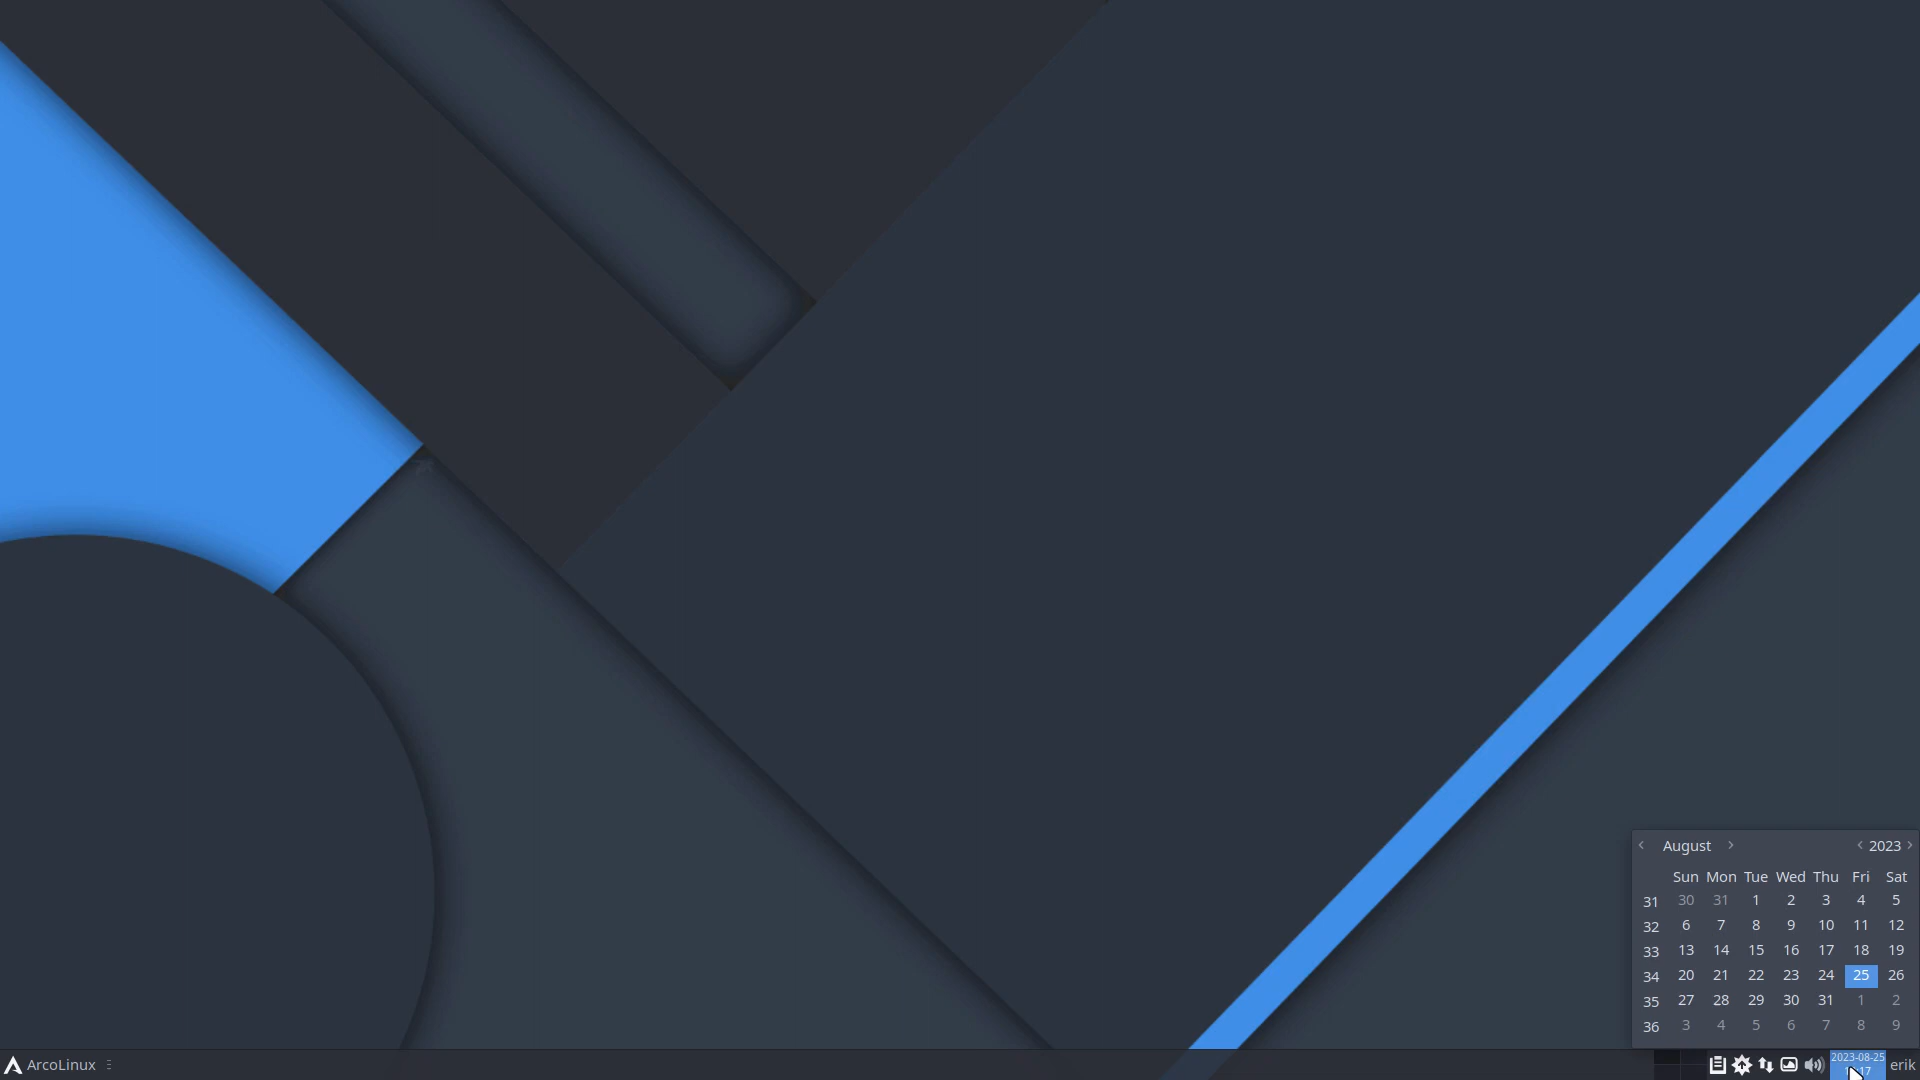 August 2023
Sun Mon Tue Wed Thu Fri Sat
31 30 31 1 2 3 4 5
32 6 7 8 9 10 11 12
33 13 14 15 16 17 18 19
34 20 21 22 23 24 25 26
35 27 28 29 30 31 1 2
36 3 4 5 6 7 8 9
ArcoLinux
2023-08-25
erik